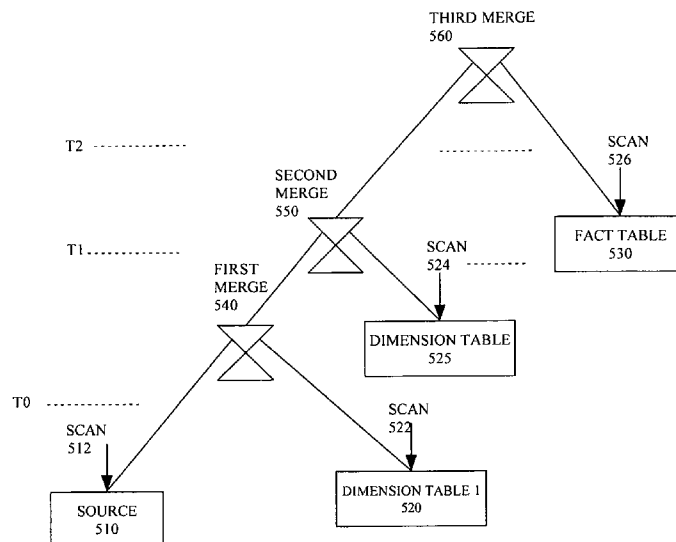 THIRD MERGE
560
T2
SCAN
526
SECOND
MERGE
550
FACT TABLE
530
T1
SCAN
524
FIRST
MERGE
540
DIMENSION TABLE
525
T0
SCAN
512
SCAN
522
SOURCE
510
DIMENSION TABLE 1
520